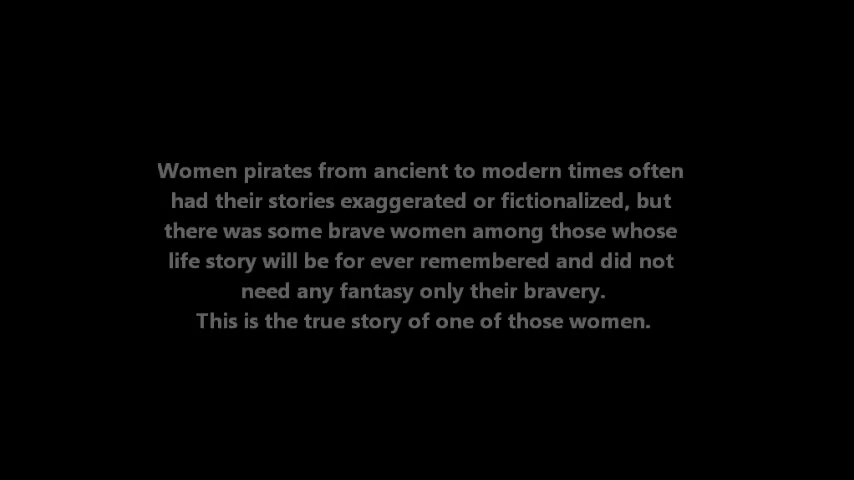 Women pirates from ancient to modern times often
had their stories exaggerated or fictionalized, but
there was some brave women among those whose
life story will be for ever remembered and did not
need any fantasy only their bravery.
This is the true story of one of those women.